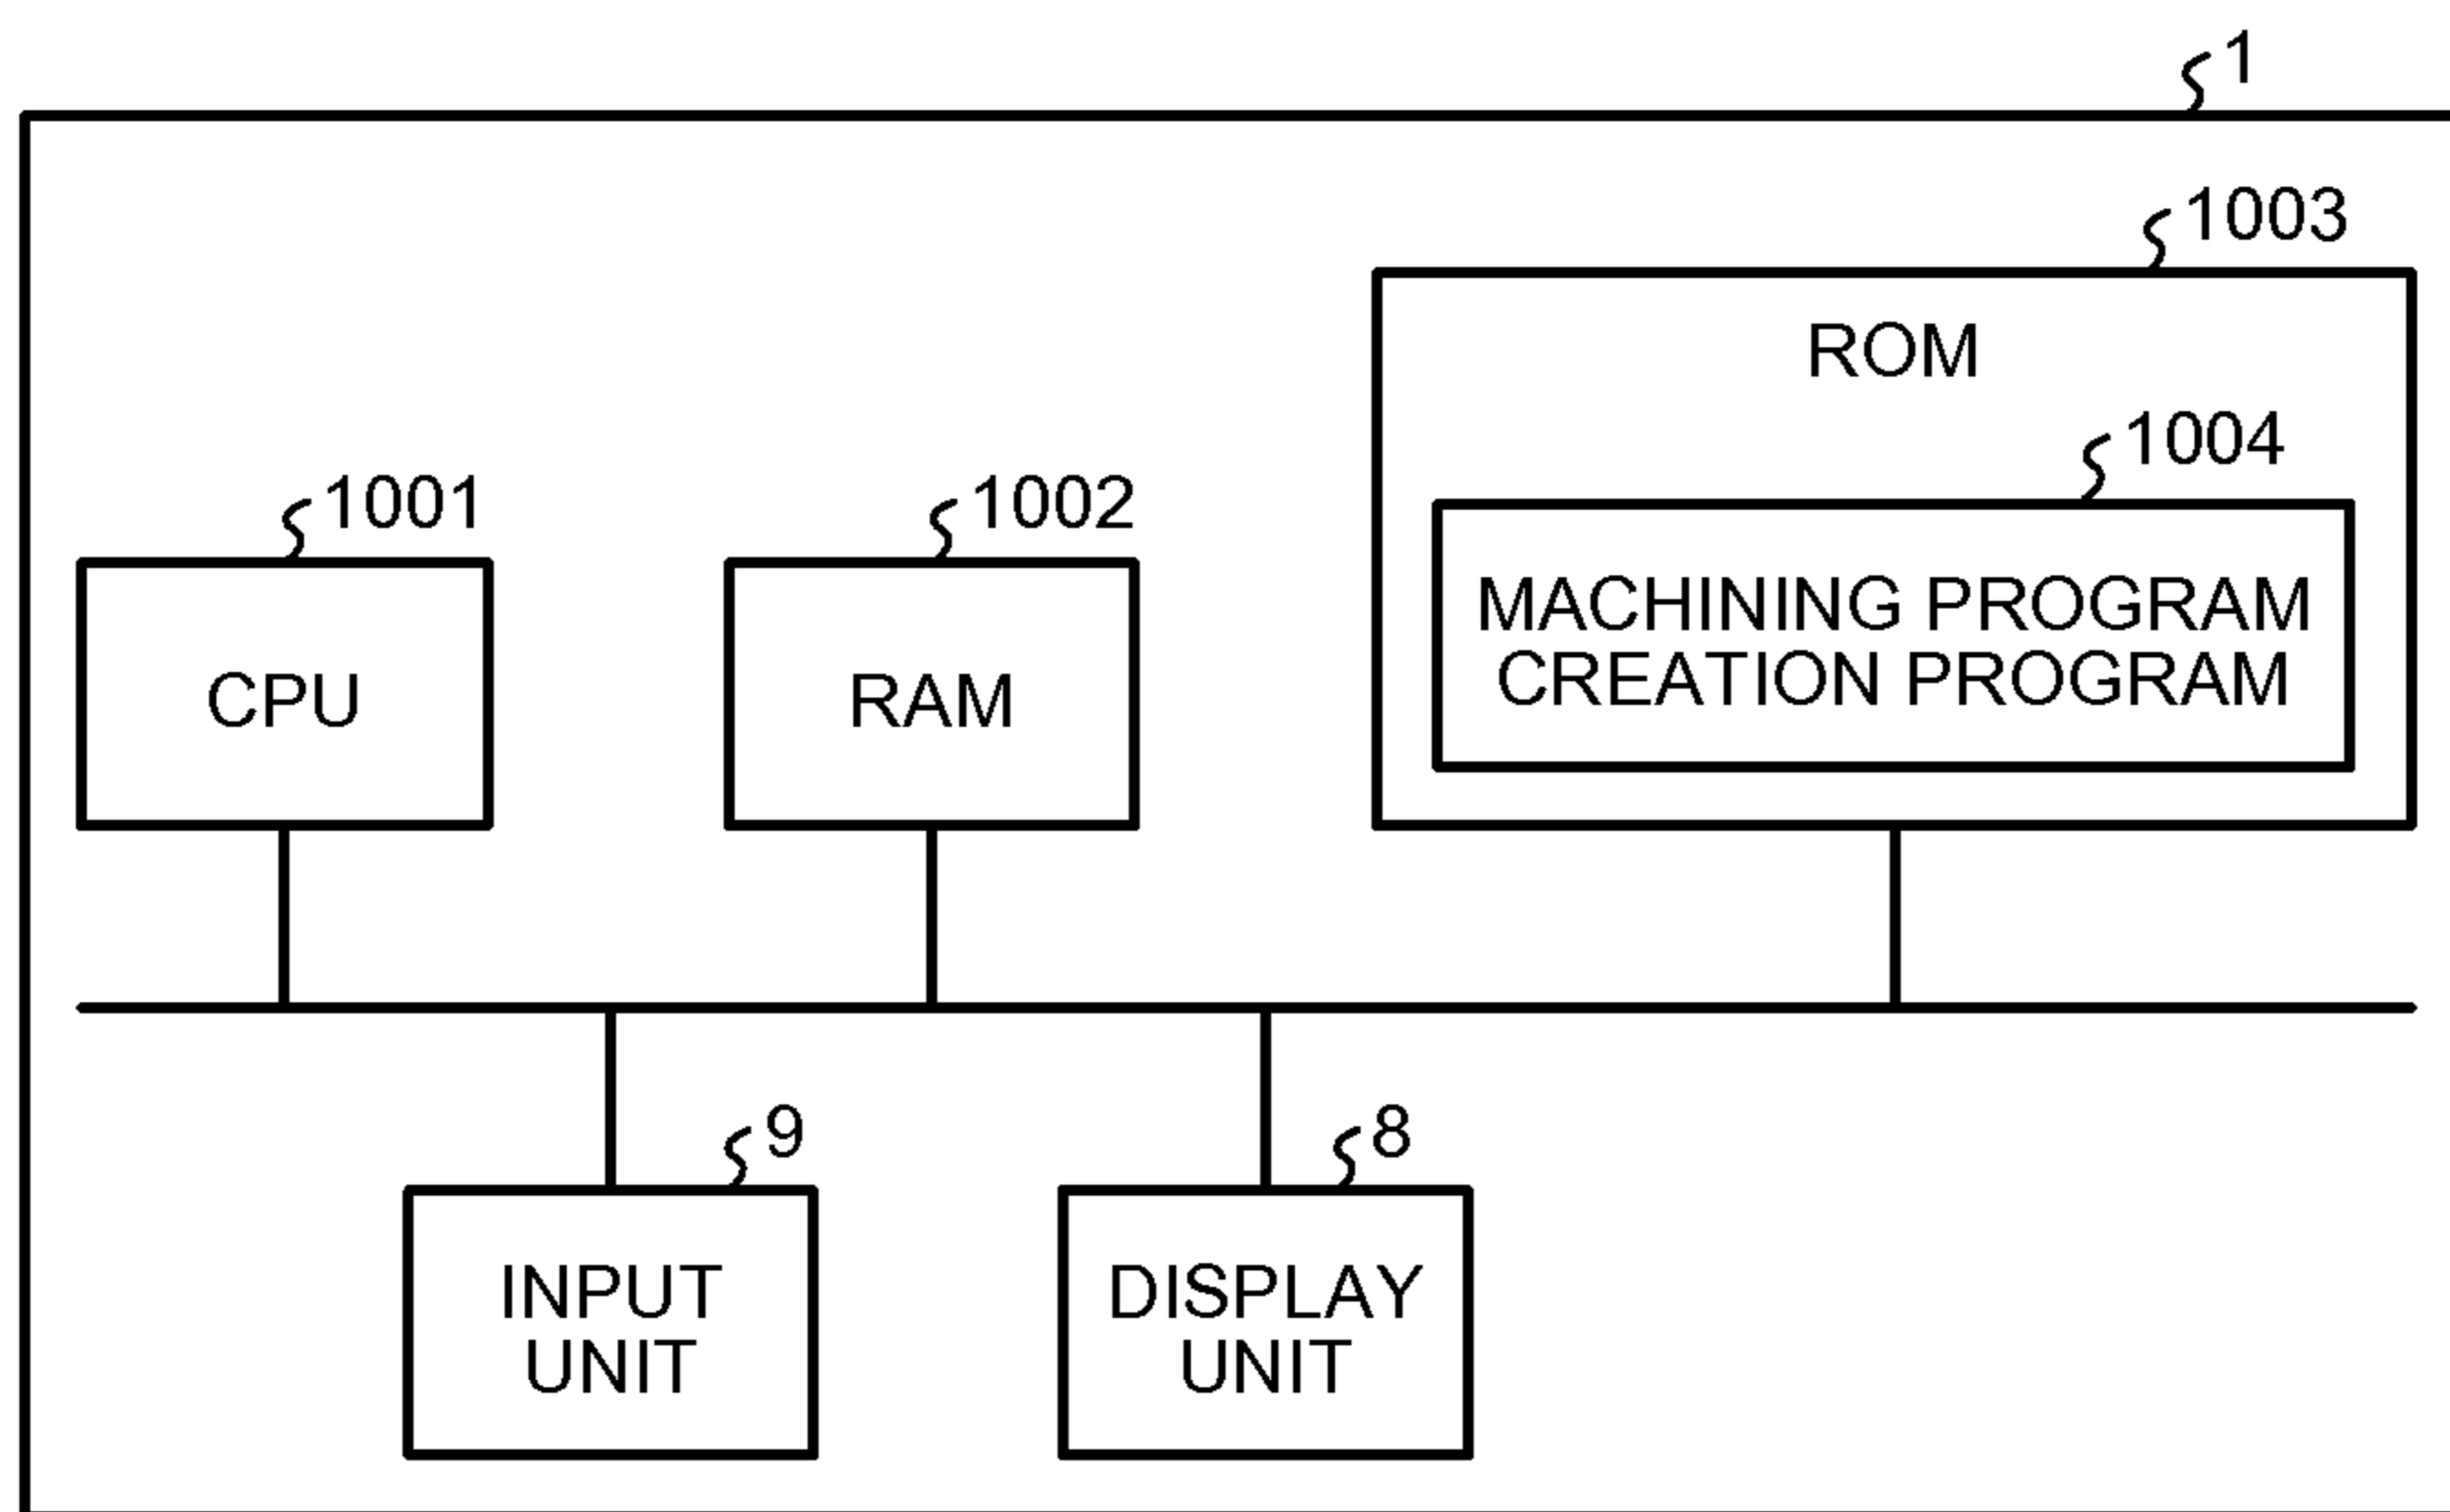 1
1003
ROM
1004
MACHINING PROGRAM
CREATION PROGRAM
1001
CPU
1002
RAM
9
INPUT
UNIT
8
DISPLAY
UNIT